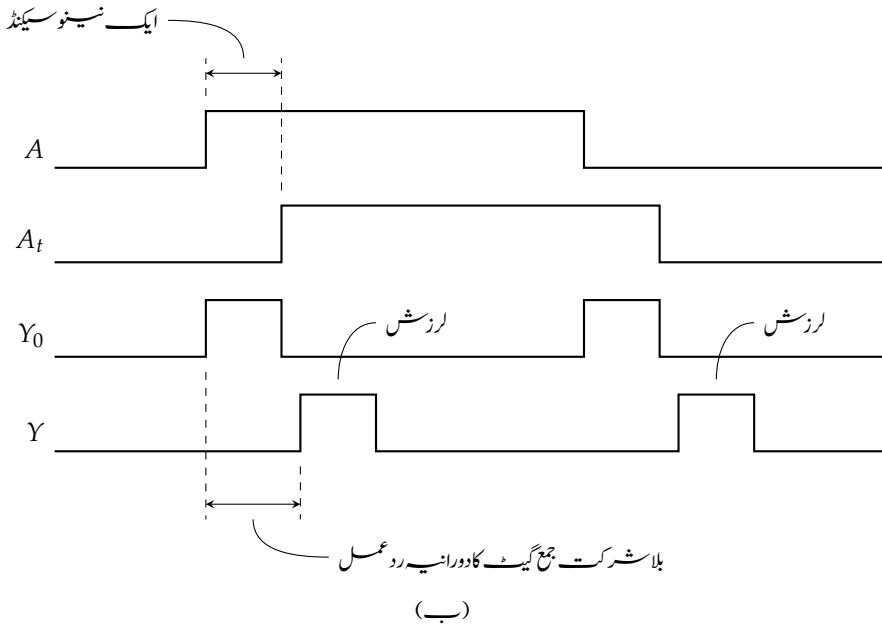 ایک نینو سیکنڈ
A
A_t
Y_0
لرزش
لرزش
Y
بلا شرکت جمع گیٹ کا دورانیہ رد عمل
(ب)